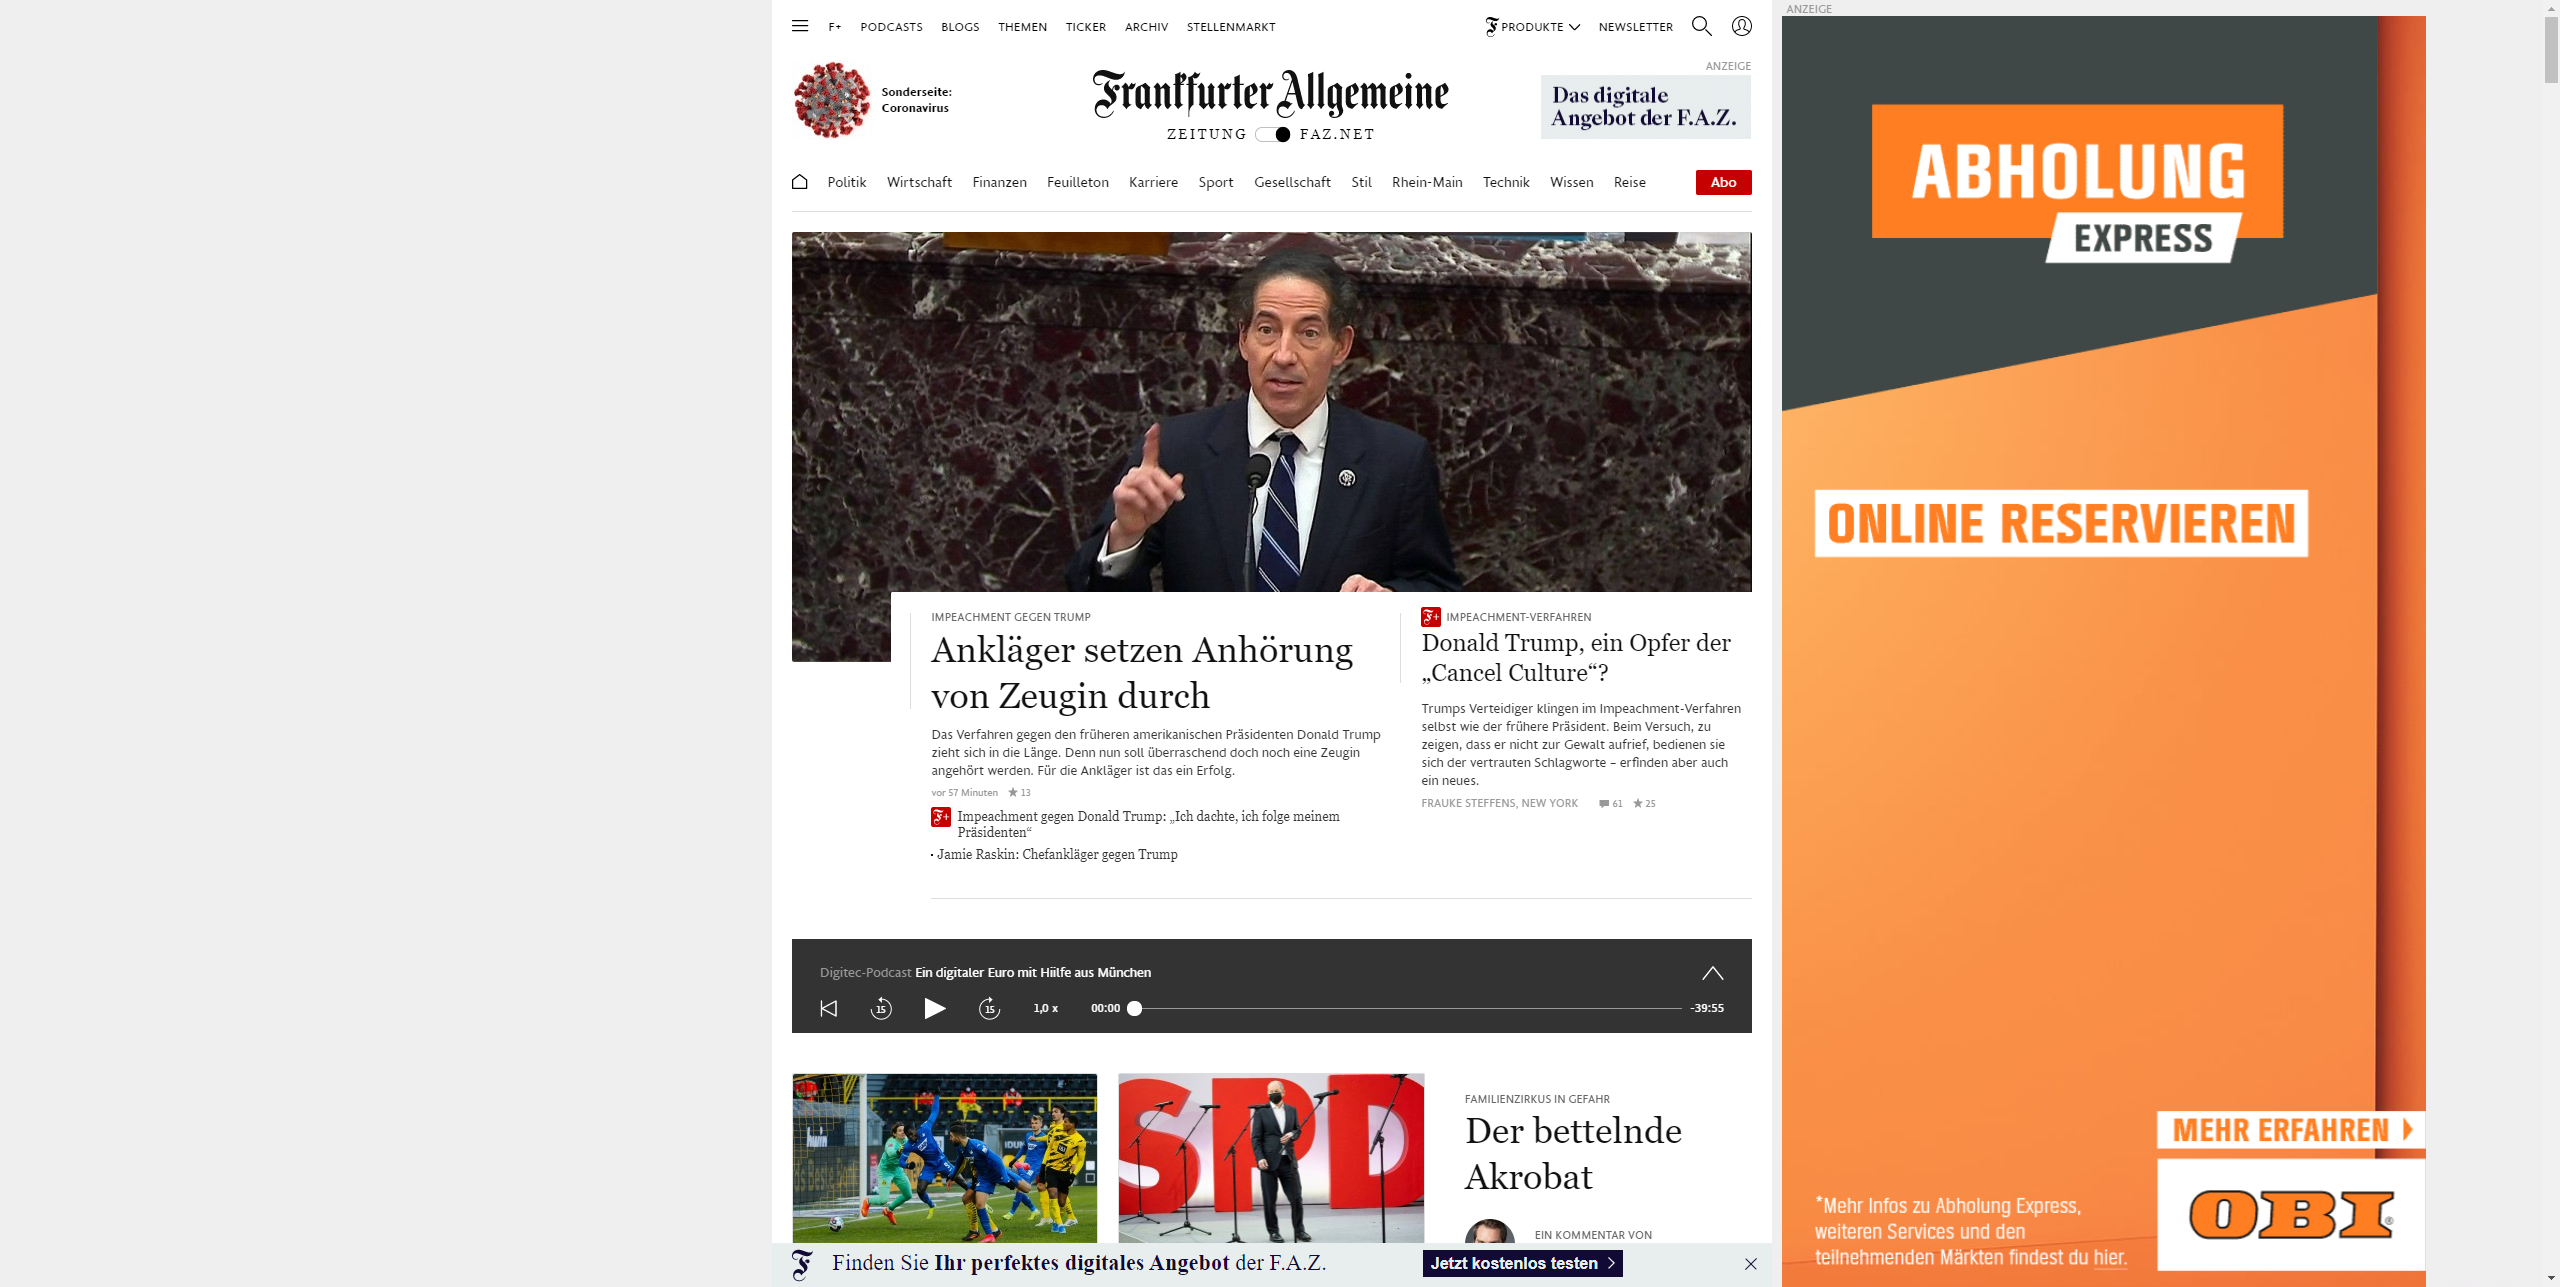 F+ PODCASTS BLOGS THEMEN TICKER ARCHIV STELLENMARKT
PRODUKTE NEWSLETTER
ANZEIGE
Sonderseite:
Coronavirus
Frankfurter Allgemeine
ZEITUNG FAZ.NET
ANZEIGE
Das digitale
Angebot der F.A.Z.
Politik Wirtschaft Finanzen Feuilleton Karriere Sport Gesellschaft Stil Rhein-Main Technik Wissen Reise
Abo
IMPEACHMENT GEGEN TRUMP
Ankläger setzen Anhörung
von Zeugin durch
Das Verfahren gegen den früheren amerikanischen Präsidenten Donald Trump
zieht sich in die Länge. Denn nun soll überraschend doch noch eine Zeugin
angehört werden. Für die Ankläger ist das ein Erfolg.
vor 57 Minuten 13
F+ Impeachment gegen Donald Trump: „Ich dachte, ich folge meinem
Präsidenten“
· Jamie Raskin: Chefankläger gegen Trump
F+ IMPEACHMENT-VERFAHREN
Donald Trump, ein Opfer der
„Cancel Culture“?
Trumps Verteidiger klingen im Impeachment-Verfahren
selbst wie der frühere Präsident. Beim Versuch, zu
zeigen, dass er nicht zur Gewalt aufrief, bedienen sie
sich der vertrauten Schlagworte – erfinden aber auch
ein neues.
FRAUKE STEFFENS, NEW YORK 61 25
Digitec-Podcast Ein digitaler Euro mit Hiilfe aus München
15 15 1,0 x 00:00 -39:55
SPD
FAMILIENZIRKUS IN GEFAHR
Der bettelnde
Akrobat
EIN KOMMENTAR VON
F Finden Sie Ihr perfektes digitales Angebot der F.A.Z.
Jetzt kostenlos testen
ABHOLUNG
EXPRESS
ONLINE RESERVIEREN
MEHR ERFAHREN
OBI
*Mehr Infos zu Abholung Express,
weiteren Services und den
teilnehmenden Märkten findest du hier.